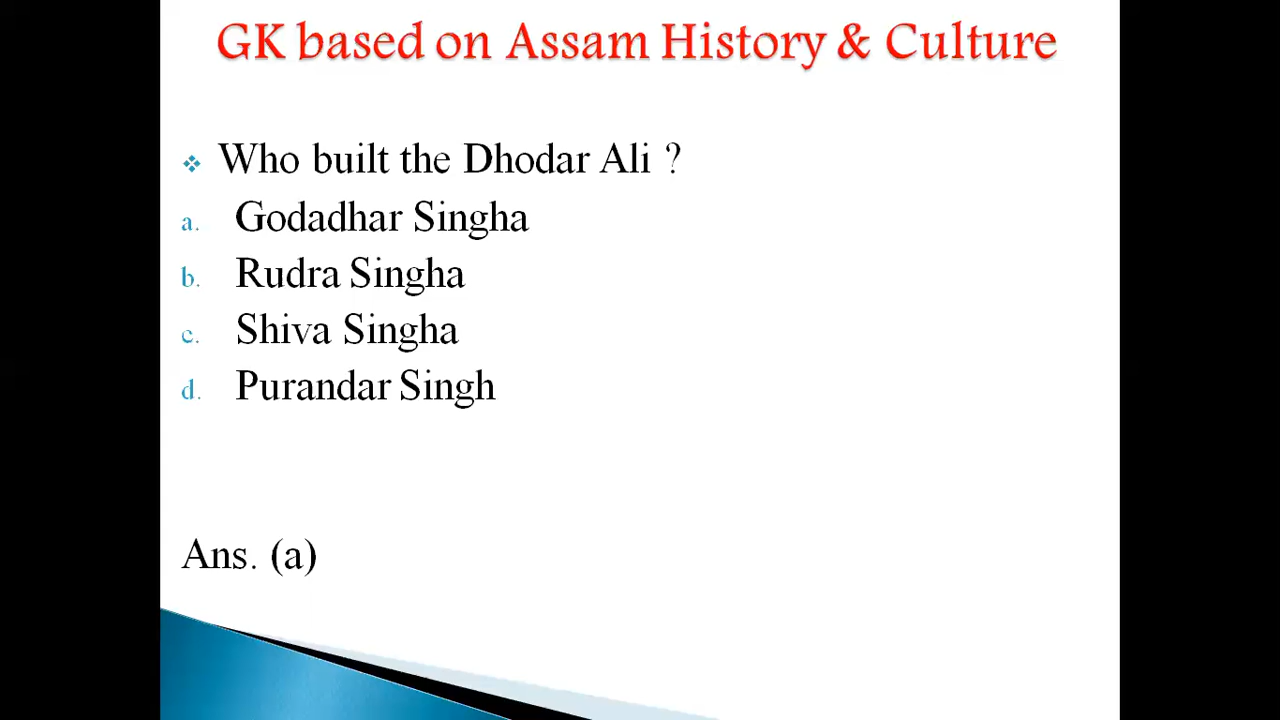 GK based on Assam History & Culture
❖ Who built the Dhodar Ali ?
a. Godadhar Singha
b. Rudra Singha
c. Shiva Singha
d. Purandar Singh
Ans. (a)